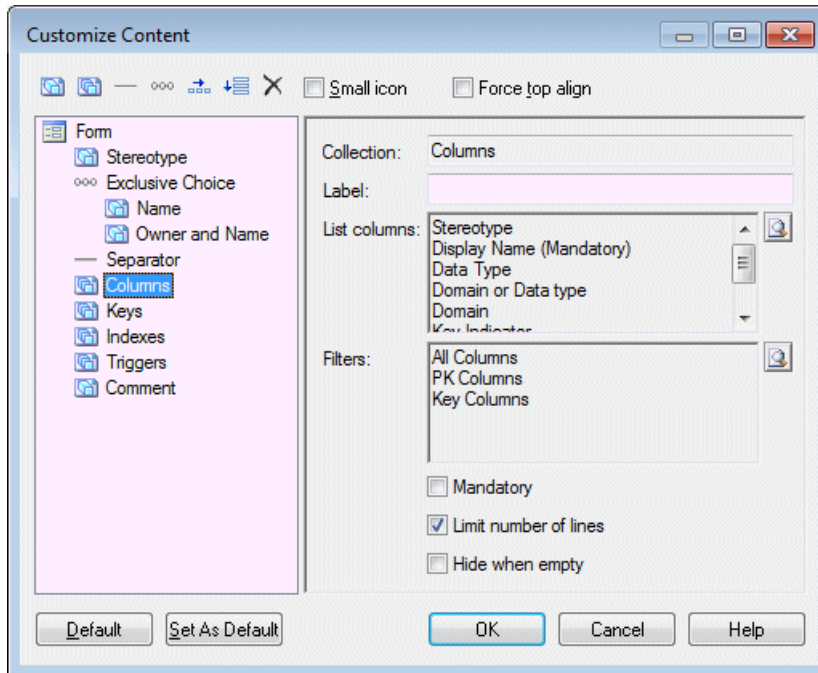 Customize Content
Small icon
Force top align
Form
Stereotype
Exclusive Choice
Name
Owner and Name
Separator
Columns
Keys
Indexes
Triggers
Comment
Collection: Columns
Label:
List columns: Stereotype
Display Name (Mandatory)
Data Type
Domain or Data type
Domain
Key Indicator
Filters: All Columns
PK Columns
Key Columns
Mandatory
Limit number of lines
Hide when empty
Default
Set As Default
OK
Cancel
Help